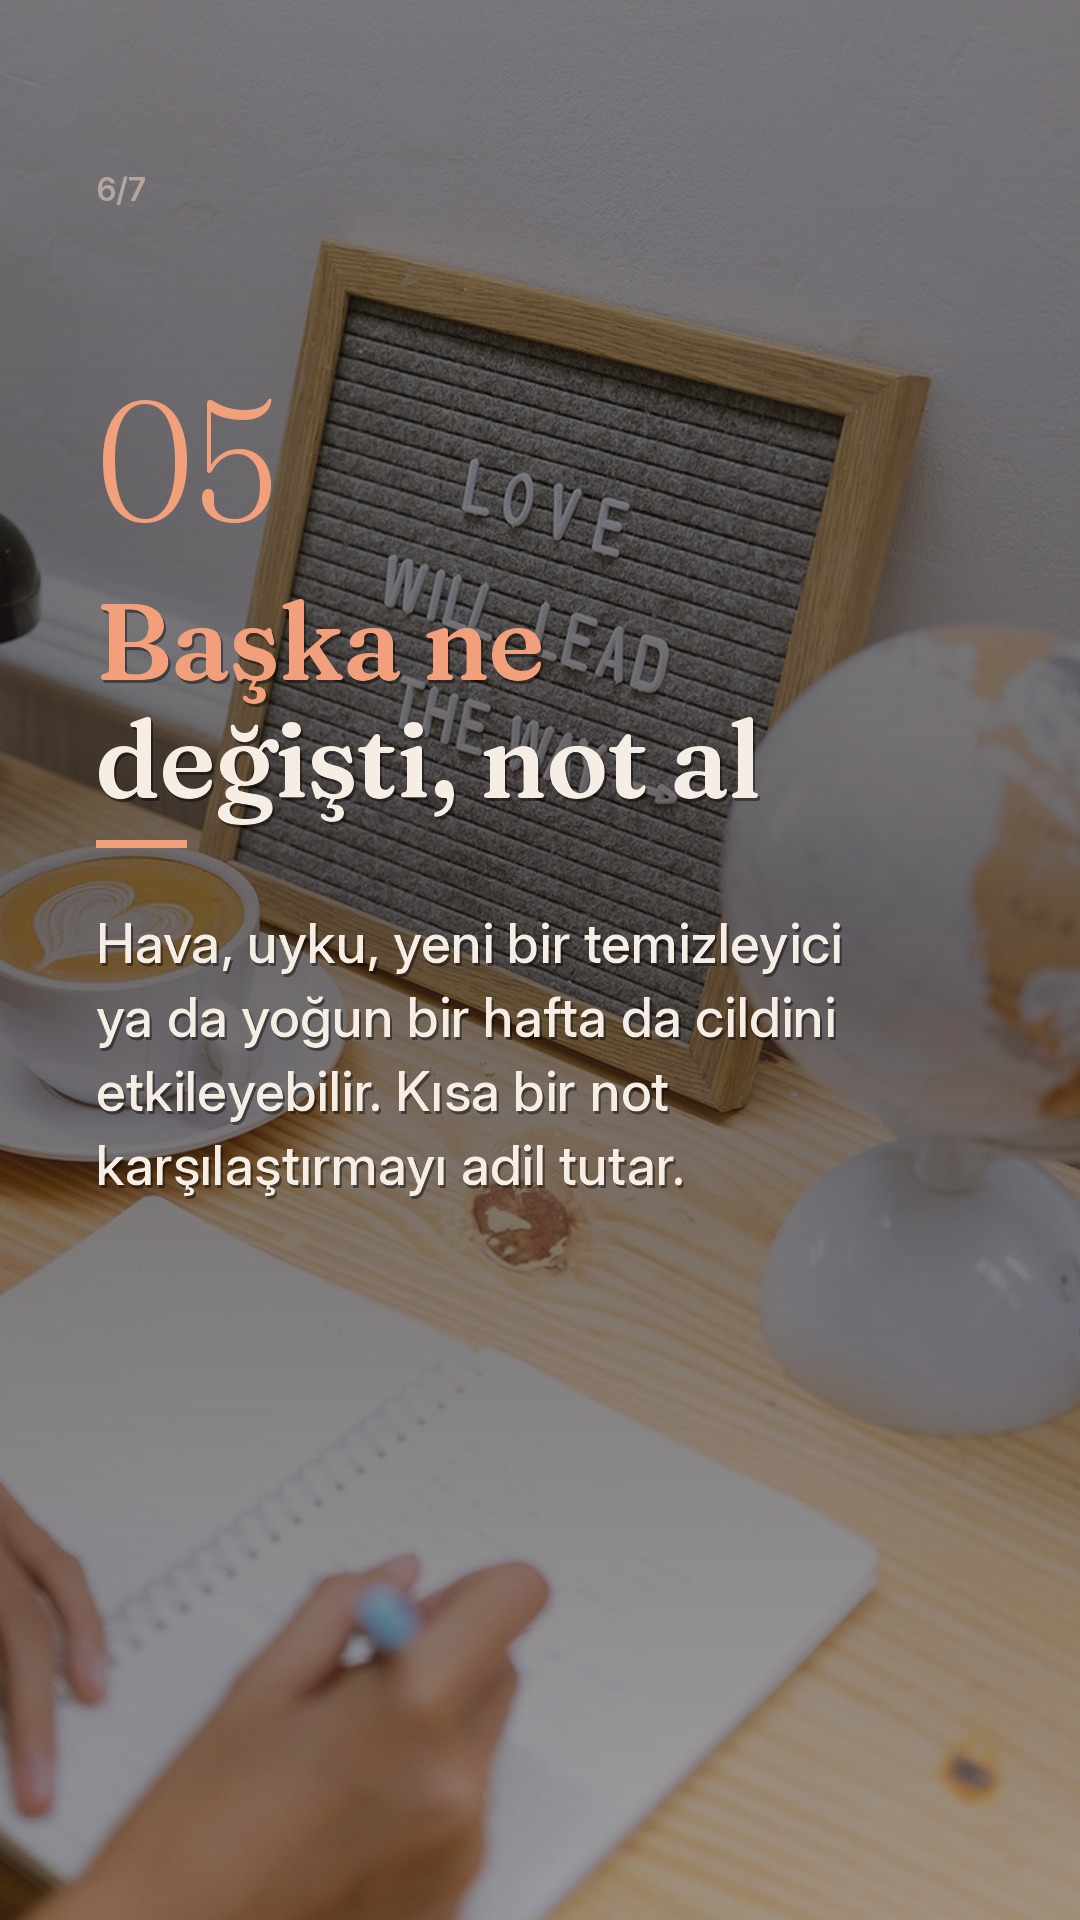 6/7
LOVE
WILL LEAD
THE
05
Başka ne
değişti, not al
Hava, uyku, yeni bir temizleyici
ya da yoğun bir hafta da cildini
etkileyebilir. Kısa bir not
karşılaştırmayı adil tutar.